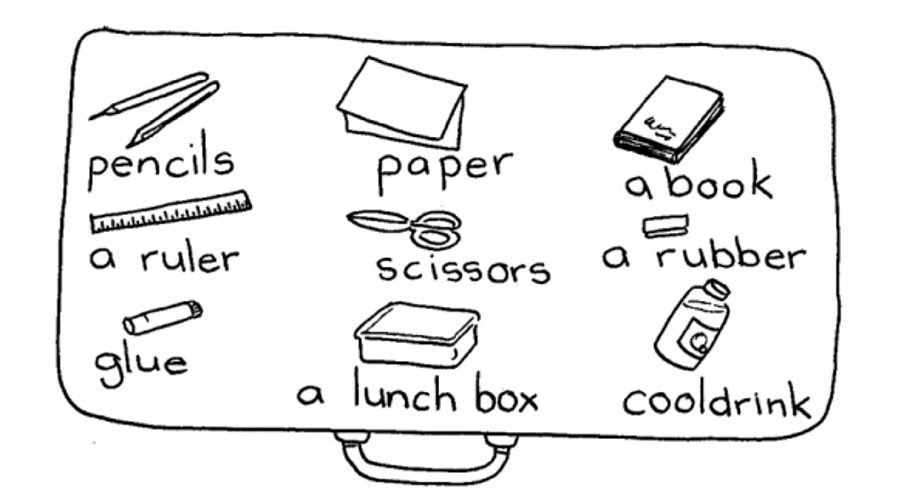 pencils
paper
a book
a ruler
scissors
a rubber
glue
a lunch box
cooldrink